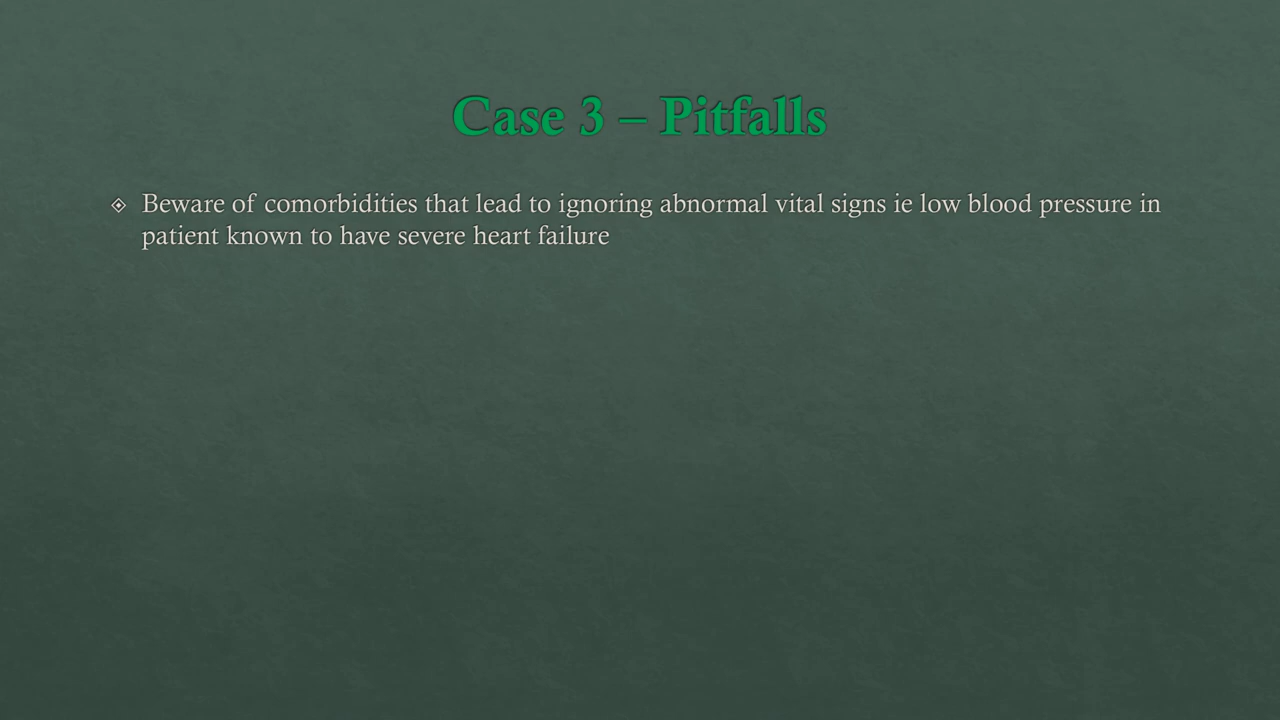 Case 3 – Pitfalls
Beware of comorbidities that lead to ignoring abnormal vital signs ie low blood pressure in
patient known to have severe heart failure